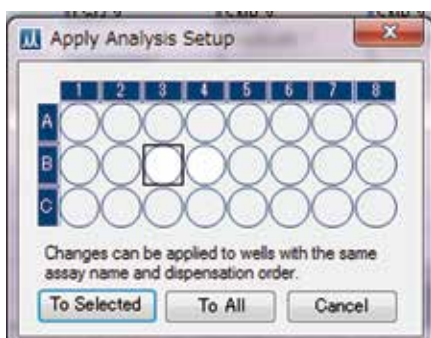 Apply Analysis Setup
1 2 3 4 5 6 7 8
A
B
C
Changes can be applied to wells with the same
assay name and dispensation order.
To Selected To All Cancel